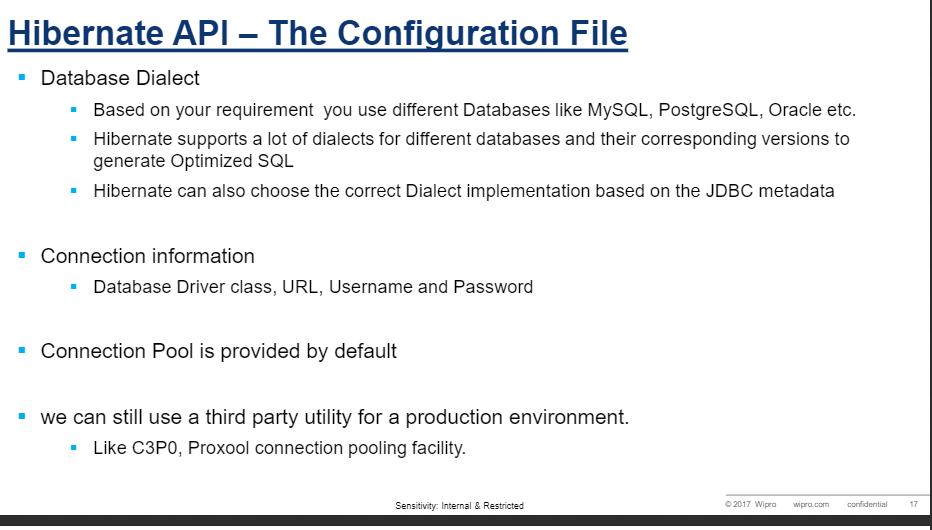 Hibernate API – The Configuration File
Database Dialect
Based on your requirement  you use different Databases like MySQL, PostgreSQL, Oracle etc.
Hibernate supports a lot of dialects for different databases and their corresponding versions to
generate Optimized SQL
Hibernate can also choose the correct Dialect implementation based on the JDBC metadata
Connection information
Database Driver class, URL, Username and Password
Connection Pool is provided by default
we can still use a third party utility for a production environment.
Like C3P0, Proxool connection pooling facility.
Sensitivity: Internal & Restricted
© 2017 Wipro wipro.com confidential 17